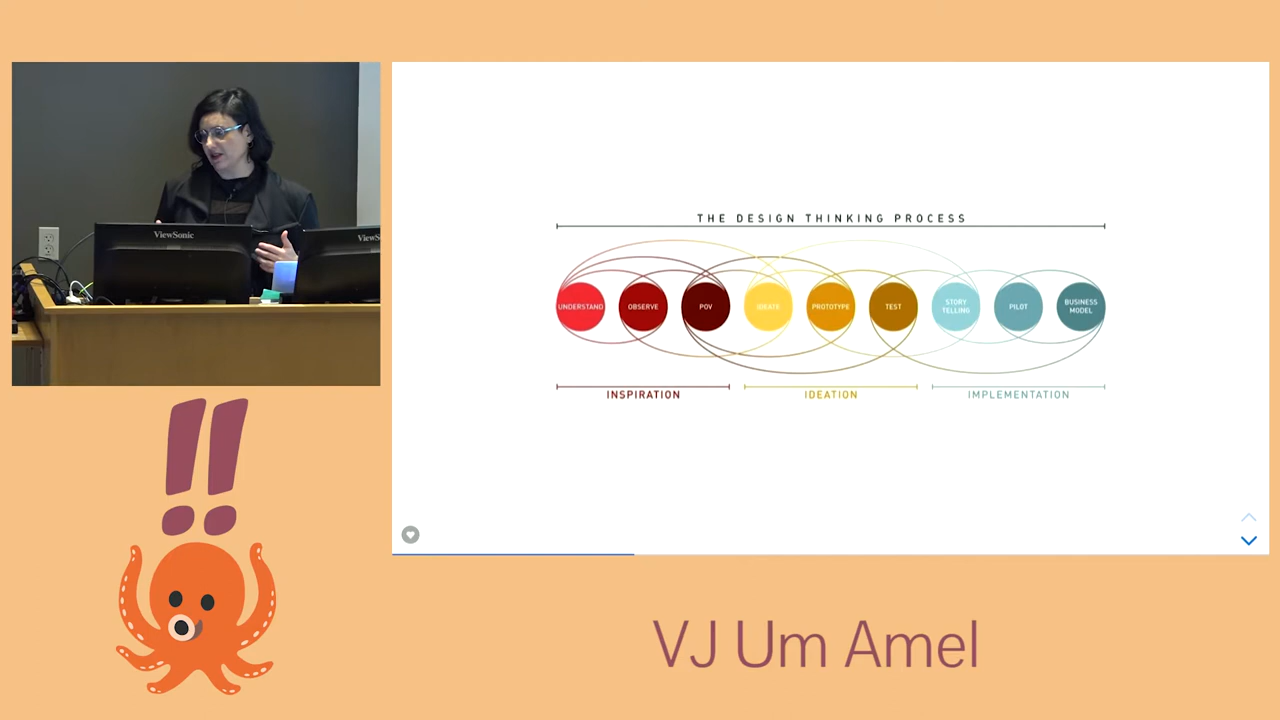 ViewSonic
ViewS
THE DESIGN THINKING PROCESS
UNDERSTAND
OBSERVE
POV
IDEATE
PROTOTYPE
TEST
STORY
TELLING
PILOT
BUSINESS
MODEL
INSPIRATION
IDEATION
IMPLEMENTATION
!!
VJ Um Amel